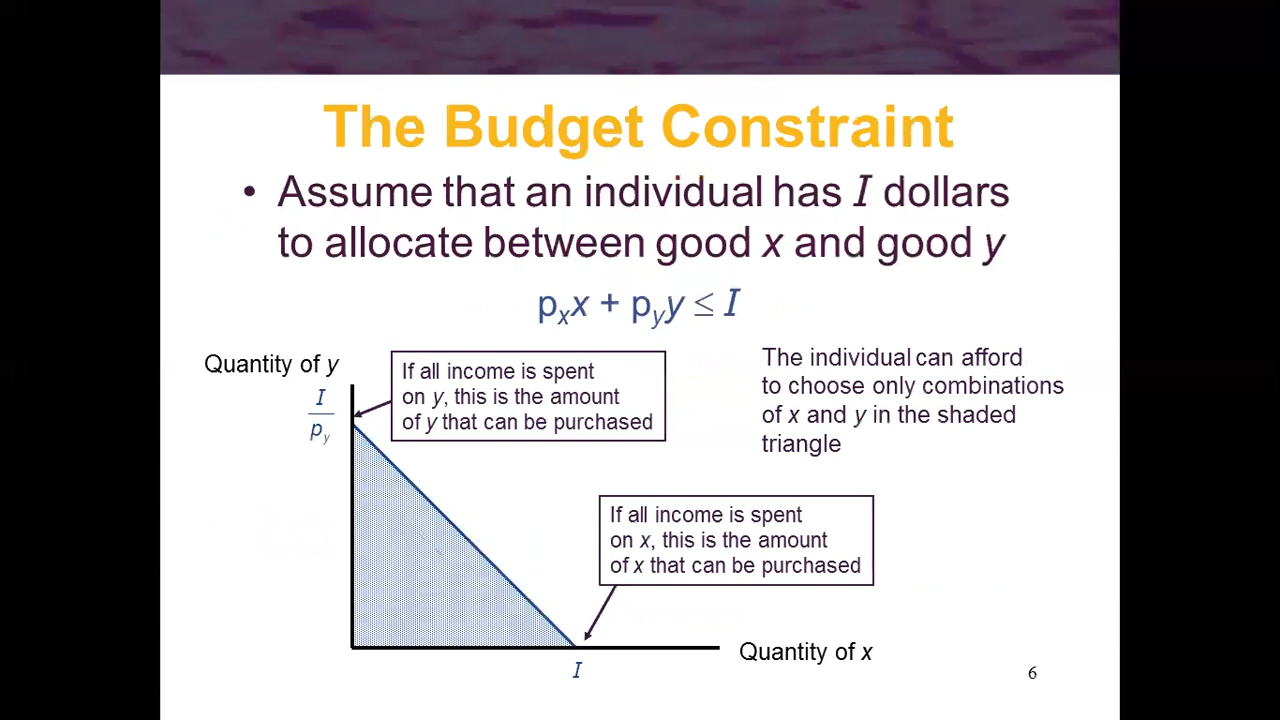 The Budget Constraint
• Assume that an individual has I dollars
to allocate between good x and good y
pₓx + p_y y ≤ I
Quantity of y
I
p_y
If all income is spent
on y, this is the amount
of y that can be purchased
The individual can afford
to choose only combinations
of x and y in the shaded
triangle
If all income is spent
on x, this is the amount
of x that can be purchased
Quantity of x
I
6